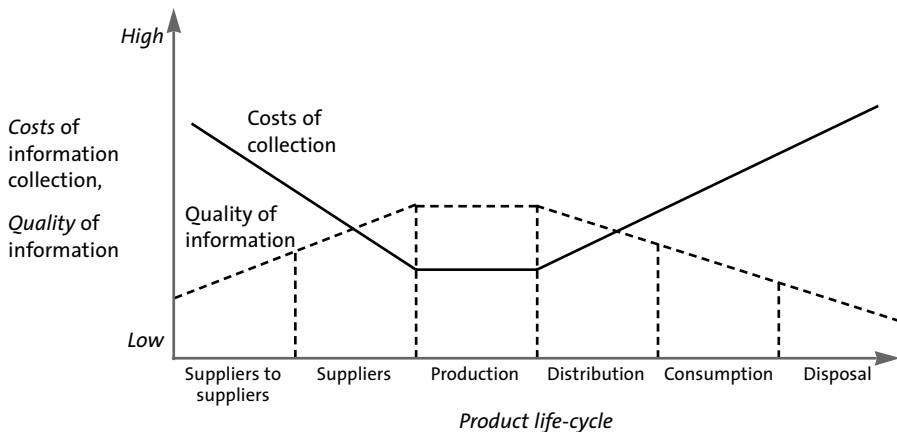 High
Costs of
information
collection,
Quality of
information
Costs of
collection
Quality of
information
Low
Suppliers to
suppliers
Suppliers
Production
Distribution
Consumption
Disposal
Product life-cycle